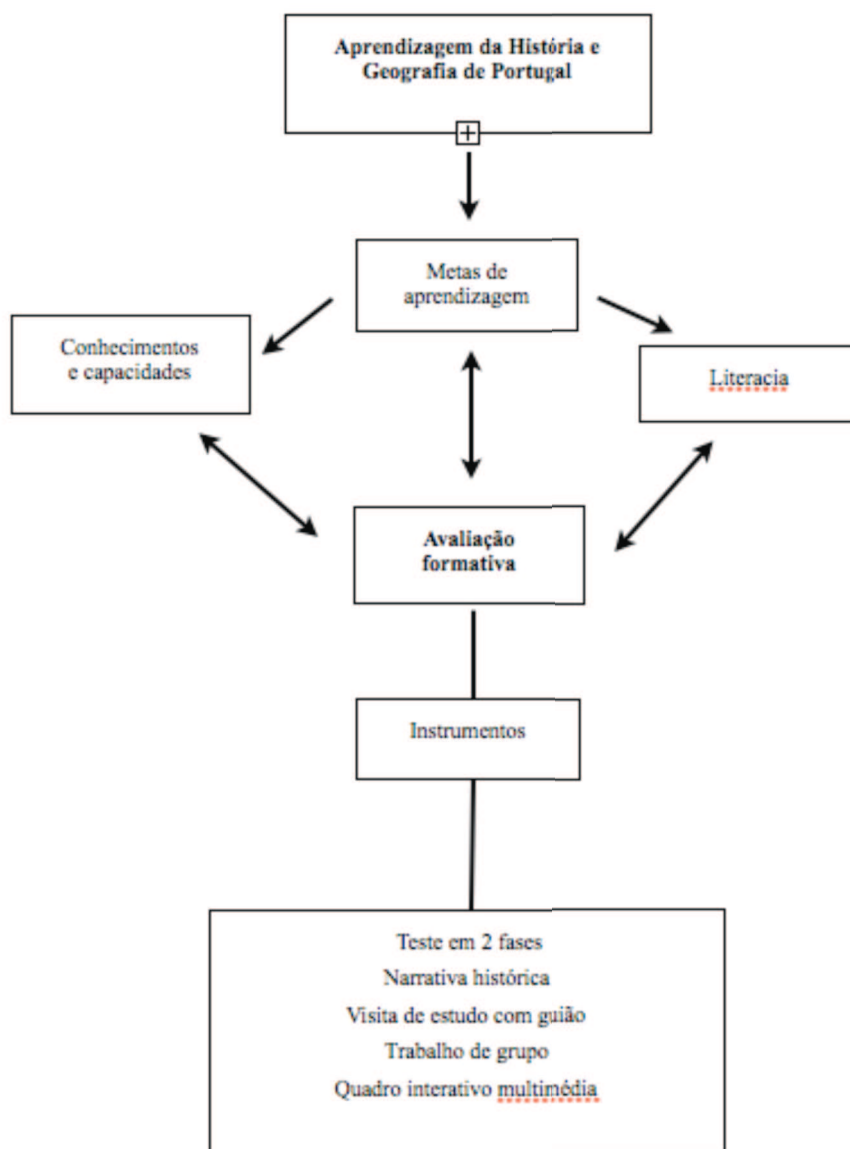 Aprendizagem da História e
Geografia de Portugal
Metas de
aprendizagem
Conhecimentos
e capacidades
Literacia
Avaliação
formativa
Instrumentos
Teste em 2 fases
Narrativa histórica
Visita de estudo com guião
Trabalho de grupo
Quadro interativo multimédia